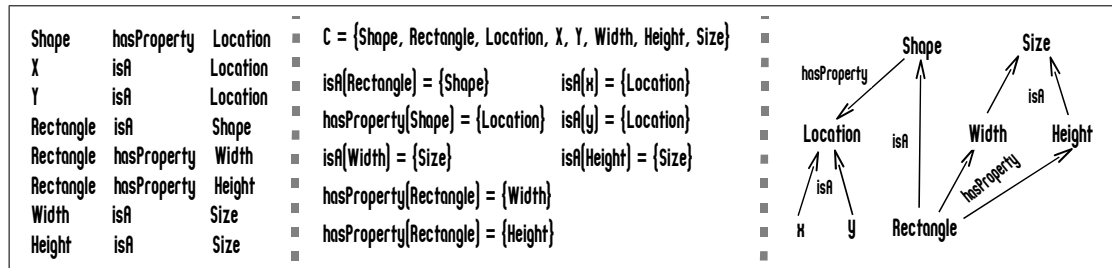 Shape hasProperty Location
X isA Location
Y isA Location
Rectangle isA Shape
Rectangle hasProperty Width
Rectangle hasProperty Height
Width isA Size
Height isA Size
C = {Shape, Rectangle, Location, X, Y, Width, Height, Size}
isA(Rectangle) = {Shape} isA(x) = {Location}
hasProperty(Shape) = {Location} isA(y) = {Location}
isA(Width) = {Size} isA(Height) = {Size}
hasProperty(Rectangle) = {Width}
hasProperty(Rectangle) = {Height}
Shape Size
hasProperty
isA
Location Width Height
isA
hasProperty
isA
x y Rectangle